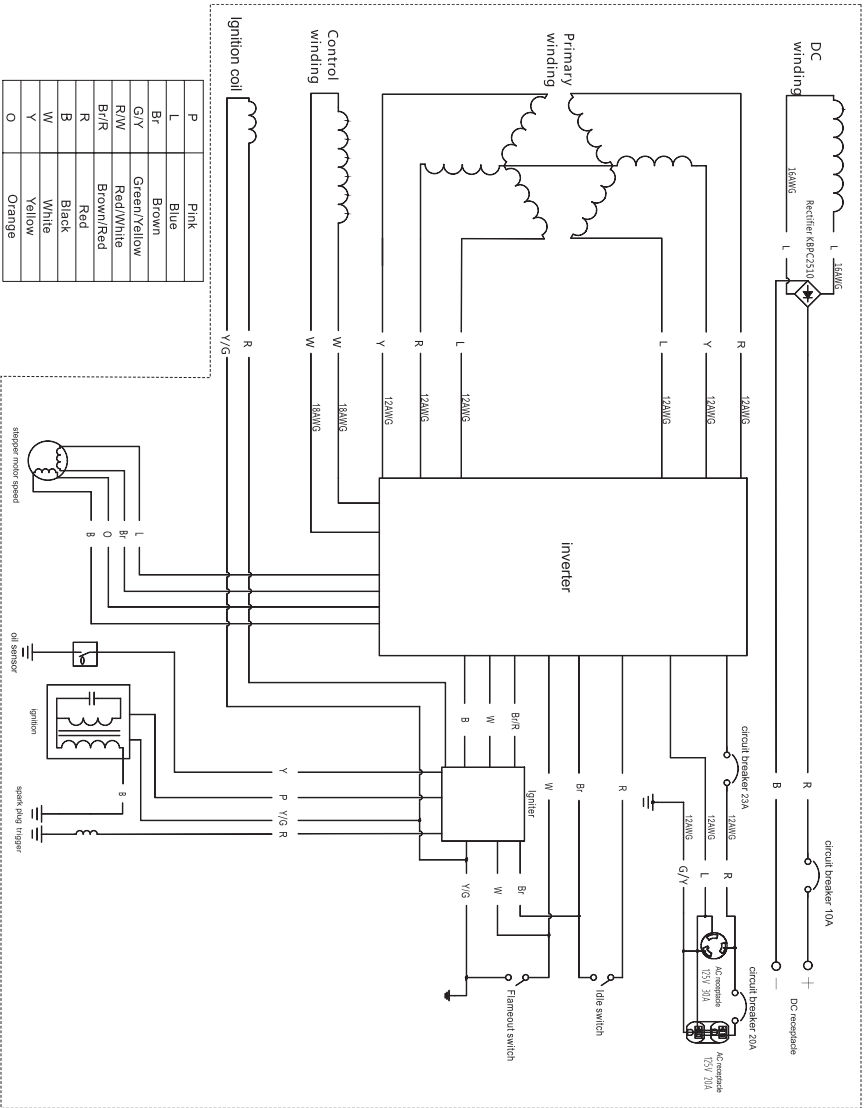 DC
winding
16AWG
L
Rectifier KBPC2510
L
16AWG
R
B
circuit breaker 10A
+
—
DC receptacle
Primary
winding
R
12AWG
Y
12AWG
L
12AWG
L
12AWG
R
12AWG
Y
12AWG
Control
winding
W
18AWG
W
18AWG
Ignition coil
R
Y/G
inverter
circuit breaker 23A
12AWG
R
12AWG
L
12AWG
G/Y
AC receptacle
125V 30A
circuit breaker 20A
AC receptacle
125V 20A
R
Br
W
Idle switch
Flameout switch
Br/R
W
B
Igniter
Br
W
Y/G
P Pink
L Blue
Br Brown
G/Y Green/Yellow
R/W Red/White
Br/R Brown/Red
R Red
B Black
W White
Y Yellow
O Orange
L
Br
O
B
stepper motor speed
oil sensor
ignition
B
spark plug trigger
Y
P
Y/G
R